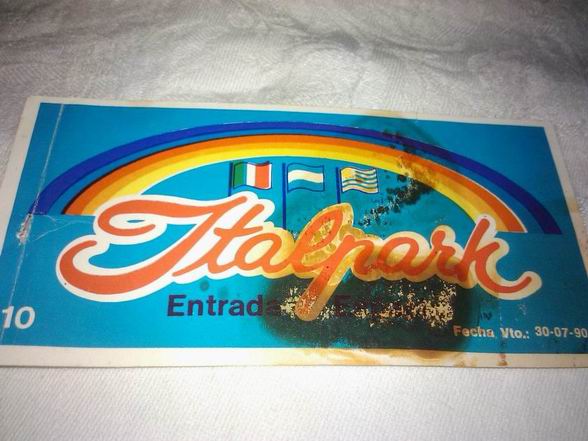 Italpark
Entrada
10
Fecha Vto.: 30-07-90